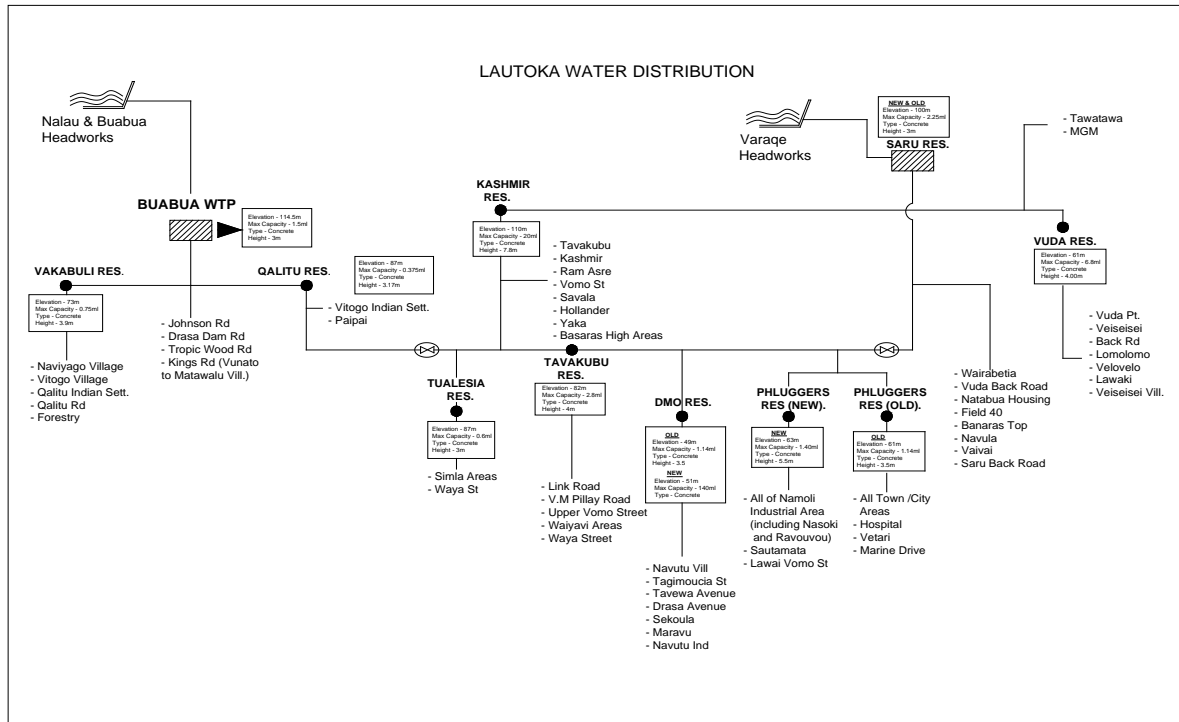 LAUTOKA WATER DISTRIBUTION
Nalau & Buabua
Headworks
BUABUA WTP
Elevation - 114.5m
Max Capacity - 1.5ml
Type - Concrete
Height - 3m
VAKABULI RES.
Elevation - 73m
Max Capacity - 0.75ml
Type - Concrete
Height - 3.9m
- Naviyago Village
- Vitogo Village
- Qalitu Indian Sett.
- Qalitu Rd
- Forestry
- Johnson Rd
- Drasa Dam Rd
- Tropic Wood Rd
- Kings Rd (Vunato
to Matawalu Vill.)
QALITU RES.
Elevation - 87m
Max Capacity - 0.375ml
Type - Concrete
Height - 3.17m
- Vitogo Indian Sett.
- Paipai
KASHMIR
RES.
Elevation - 110m
Max Capacity - 20ml
Type - Concrete
Height - 7.8m
- Tavakubu
- Kashmir
- Ram Asre
- Vomo St
- Savala
- Hollander
- Yaka
- Basaras High Areas
Varaqe
Headworks
NEW & OLD
Elevation - 100m
Max Capacity - 2.25ml
Type - Concrete
Height - 3m
SARU RES.
- Tawatawa
- MGM
VUDA RES.
Elevation - 61m
Max Capacity - 6.8ml
Type - Concrete
Height - 4.00m
- Vuda Pt.
- Veiseisei
- Back Rd
- Lomolomo
- Velovelo
- Lawaki
- Veiseisei Vill.
TUALESIA
RES.
Elevation - 87m
Max Capacity - 0.6ml
Type - Concrete
Height - 3m
- Simla Areas
- Waya St
TAVAKUBU
RES.
Elevation - 82m
Max Capacity - 2.8ml
Type - Concrete
Height - 4m
- Link Road
- V.M Pillay Road
- Upper Vomo Street
- Waiyavi Areas
- Waya Street
DMO RES.
OLD
Elevation - 49m
Max Capacity - 1.14ml
Type - Concrete
Height - 3.5
NEW
Elevation - 51m
Max Capacity - 140ml
Type - Concrete
- Navutu Vill
- Tagimoucia St
- Tavewa Avenue
- Drasa Avenue
- Sekoula
- Maravu
- Navutu Ind
PHLUGGERS
RES (NEW).
NEW
Elevation - 63m
Max Capacity - 1.40ml
Type - Concrete
Height - 5.5m
- All of Namoli
Industrial Area
(including Nasoki
and Ravouvou)
- Sautamata
- Lawai Vomo St
PHLUGGERS
RES (OLD).
OLD
Elevation - 61m
Max Capacity - 1.14ml
Type - Concrete
Height - 3.5m
- All Town /City
Areas
- Hospital
- Vetari
- Marine Drive
- Wairabetia
- Vuda Back Road
- Natabua Housing
- Field 40
- Banaras Top
- Navula
- Vaivai
- Saru Back Road